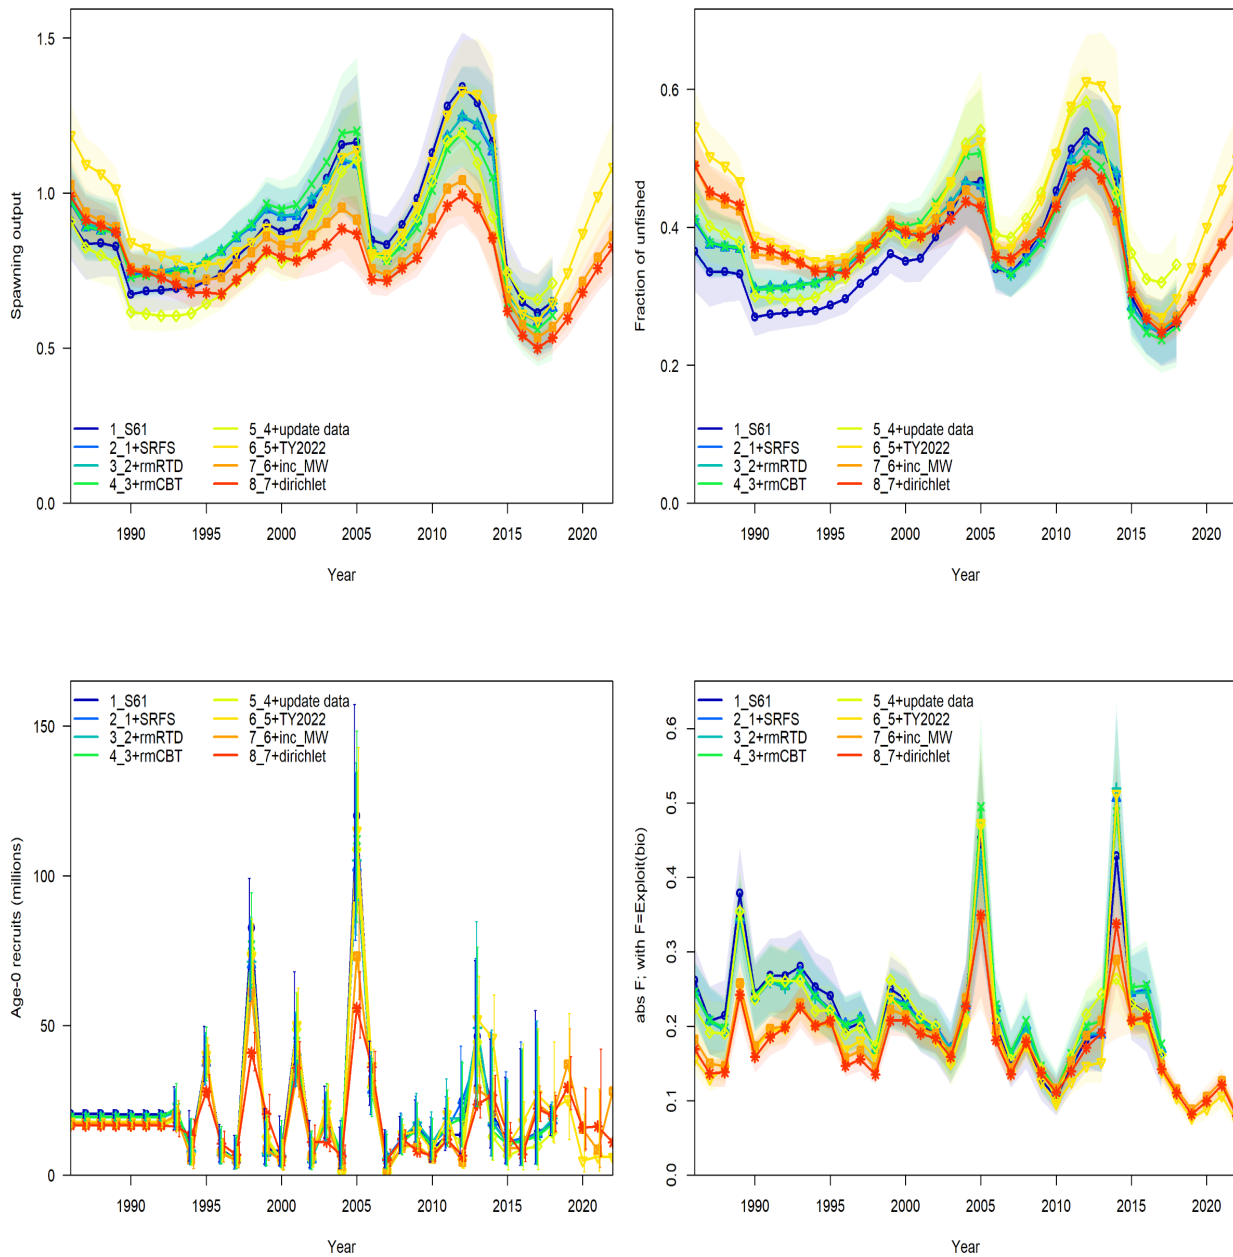 Spawning output
1.5
1.0
0.5
0.0
1_S61
2_1+SRFS
3_2+rmRTD
4_3+rmCBT
5_4+update data
6_5+TY2022
7_6+inc_MW
8_7+dirichlet
1990 1995 2000 2005 2010 2015 2020
Year
Fraction of unfished
0.6
0.4
0.2
0.0
1_S61
2_1+SRFS
3_2+rmRTD
4_3+rmCBT
5_4+update data
6_5+TY2022
7_6+inc_MW
8_7+dirichlet
1990 1995 2000 2005 2010 2015 2020
Year
Age-0 recruits (millions)
150
100
50
0
1_S61
2_1+SRFS
3_2+rmRTD
4_3+rmCBT
5_4+update data
6_5+TY2022
7_6+inc_MW
8_7+dirichlet
1990 1995 2000 2005 2010 2015 2020
Year
abs F; with F=Exploit(bio)
0.6
0.5
0.4
0.3
0.2
0.1
0.0
1_S61
2_1+SRFS
3_2+rmRTD
4_3+rmCBT
5_4+update data
6_5+TY2022
7_6+inc_MW
8_7+dirichlet
1990 1995 2000 2005 2010 2015 2020
Year